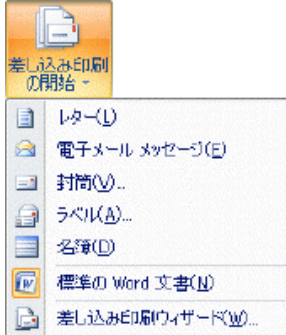 差し込み印刷
の開始
レター(L)
電子メール メッセージ(E)
封筒(V)...
ラベル(A)...
名簿(D)
標準の Word 文書(N)
差し込み印刷ウィザード(W)...